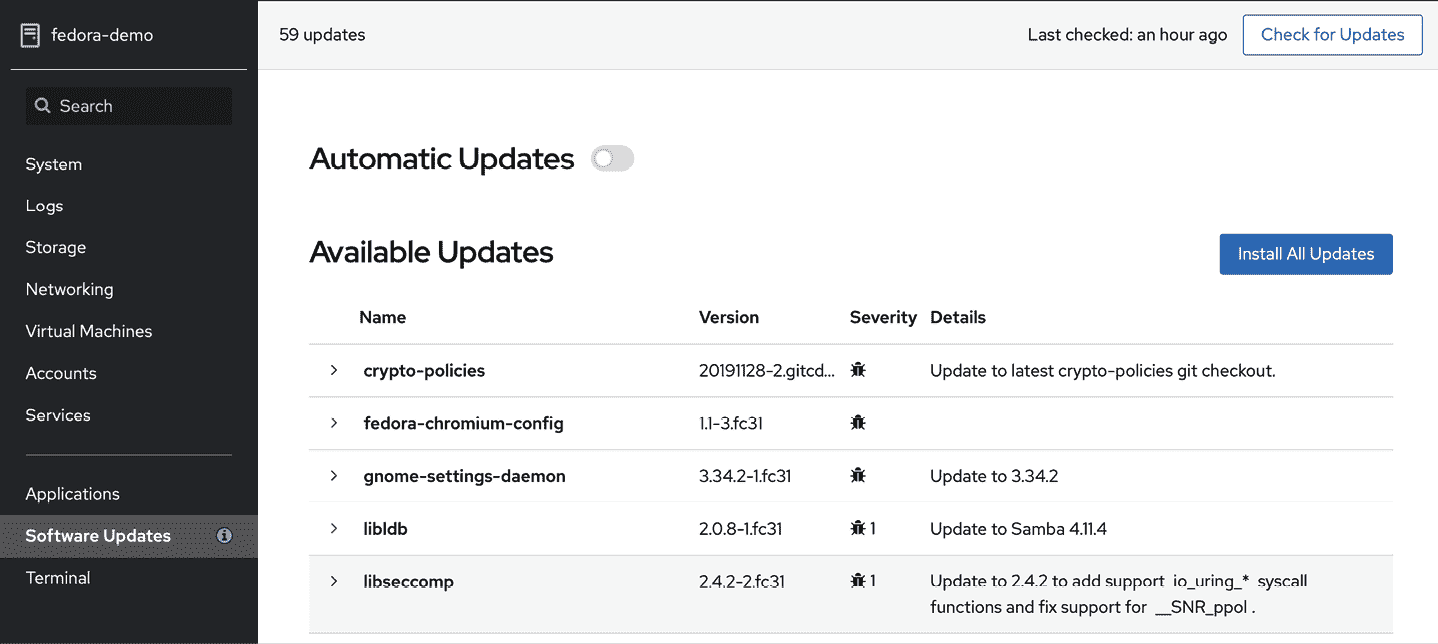 fedora-demo
59 updates
Last checked: an hour ago
Check for Updates
Search
System
Logs
Storage
Networking
Virtual Machines
Accounts
Services
Applications
Software Updates
Terminal
Automatic Updates
Available Updates
Install All Updates
Name Version Severity Details
crypto-policies 20191128-2.gitcd... Update to latest crypto-policies git checkout.
fedora-chromium-config 1.1-3.fc31
gnome-settings-daemon 3.34.2-1.fc31 Update to 3.34.2
libldb 2.0.8-1.fc31 1 Update to Samba 4.11.4
libseccomp 2.4.2-2.fc31 1 Update to 2.4.2 to add support io_uring_* syscall
functions and fix support for __SNR_ppol .